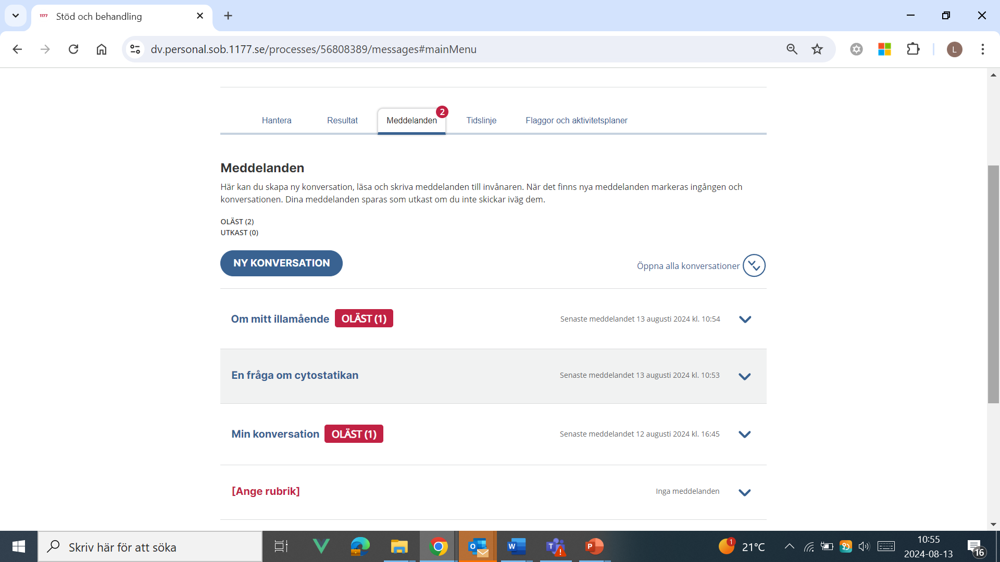 1177 Stöd och behandling
dv.personal.sob.1177.se/processes/56808389/messages#mainMenu
L
Hantera
Resultat
Meddelanden
2
Tidslinje
Flaggor och aktivitetsplaner
Meddelanden
Här kan du skapa ny konversation, läsa och skriva meddelanden till invånaren. När det finns nya meddelanden markeras ingången och
konversationen. Dina meddelanden sparas som utkast om du inte skickar iväg dem.
OLÄST (2)
UTKAST (0)
NY KONVERSATION
Öppna alla konversationer
Om mitt illamående OLÄST (1) Senaste meddelandet 13 augusti 2024 kl. 10:54
En fråga om cytostatikan Senaste meddelandet 13 augusti 2024 kl. 10:53
Min konversation OLÄST (1) Senaste meddelandet 12 augusti 2024 kl. 16:45
[Ange rubrik] Inga meddelanden
Skriv här för att söka
1
21°C
10:55
2024-08-13
16